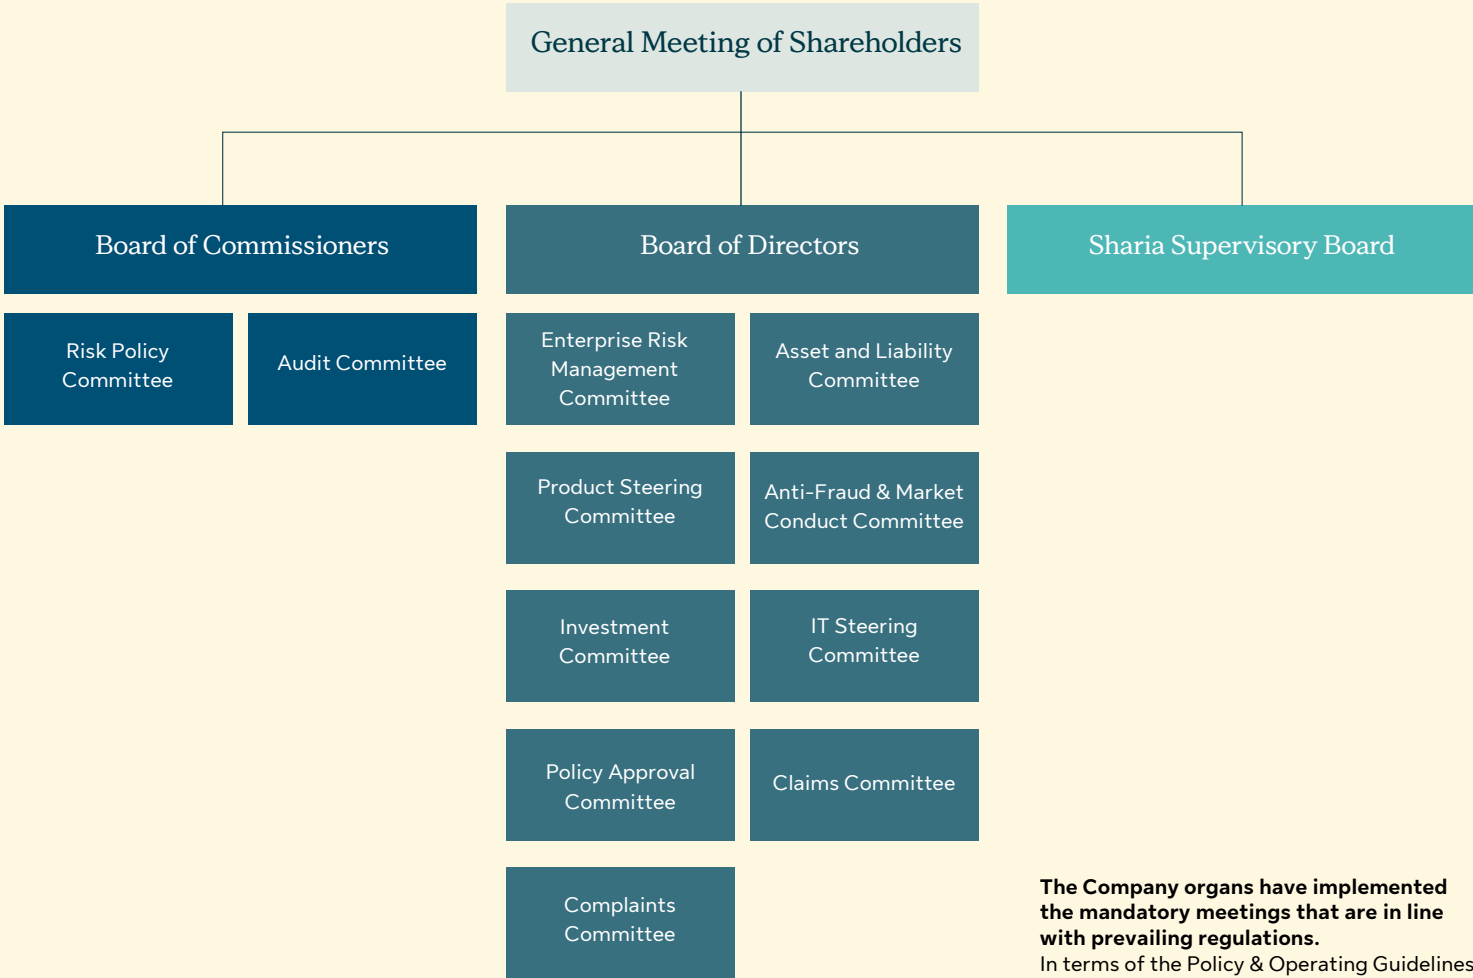 General Meeting of Shareholders
Board of Commissioners
Board of Directors
Sharia Supervisory Board
Risk Policy
Committee
Audit Committee
Enterprise Risk
Management
Committee
Asset and Liability
Committee
Product Steering
Committee
Anti-Fraud & Market
Conduct Committee
Investment
Committee
IT Steering
Committee
Policy Approval
Committee
Claims Committee
Complaints
Committee
The Company organs have implemented
the mandatory meetings that are in line
with prevailing regulations.
In terms of the Policy & Operating Guidelines